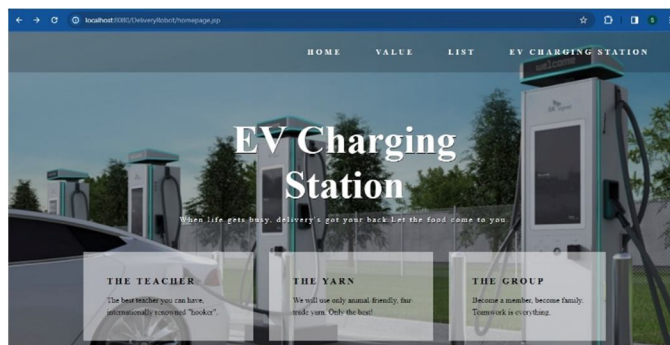 localhost:8080/DeliveryRobot/homepage.jsp
HOME VALUE LIST EV CHARGING STATION
welcome
EV Charging
Station
When life gets busy, delivery's got your back.Let the food come to you.
THE TEACHER
The best teacher you can have,
internationally renowned "hooker".
THE YARN
We will use only animal-friendly, fair-
trade yarn. Only the best!
THE GROUP
Become a member, become family.
Teamwork is everything.